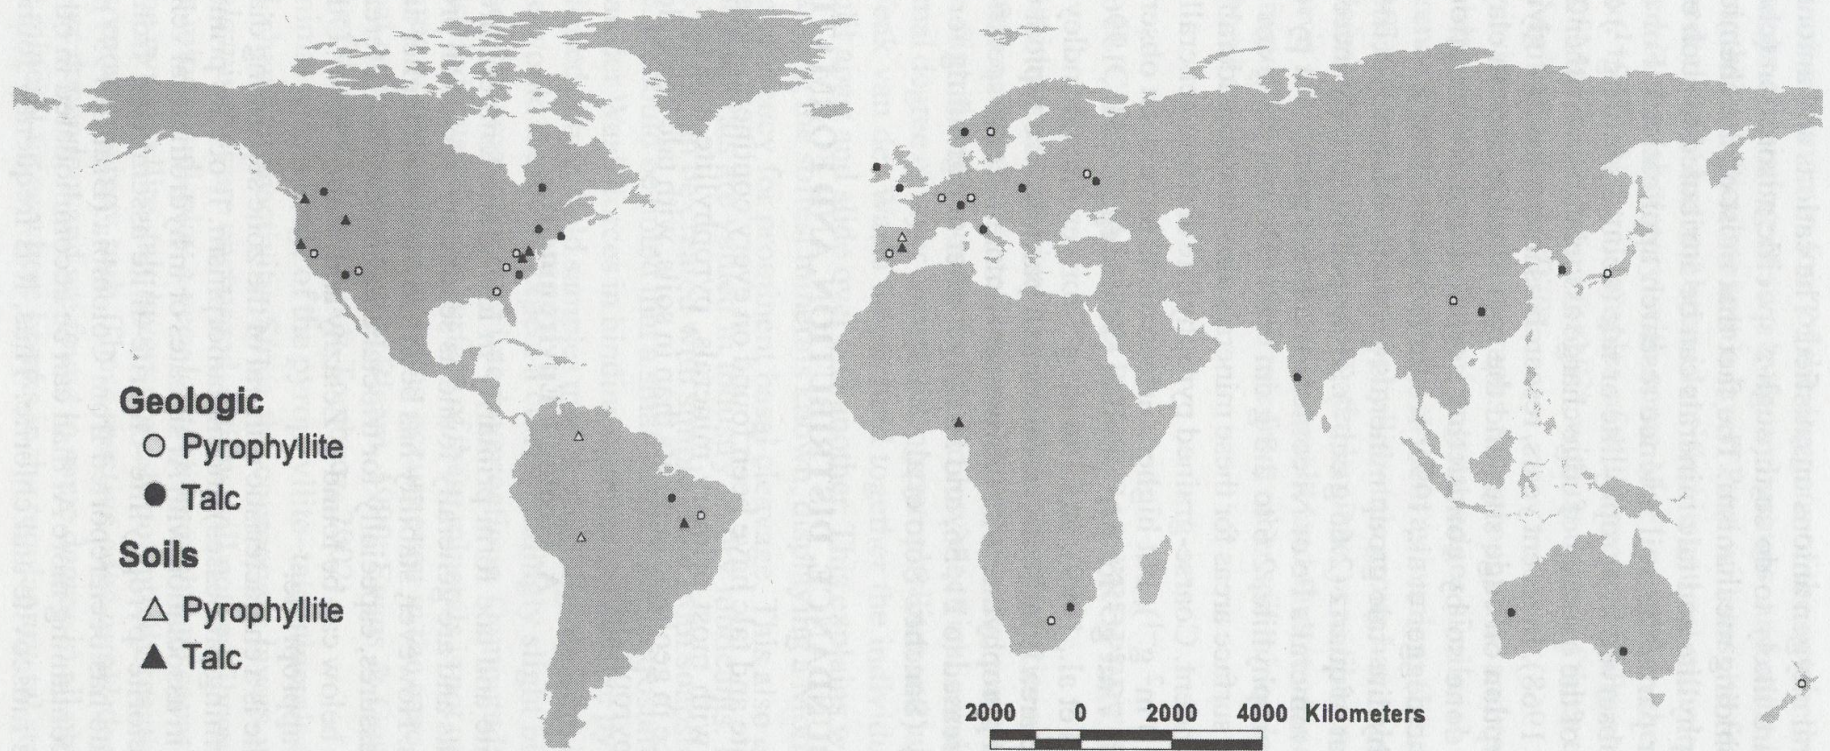 Geologic
Pyrophyllite
Talc
Soils
Pyrophyllite
Talc
2000 0 2000 4000 Kilometers